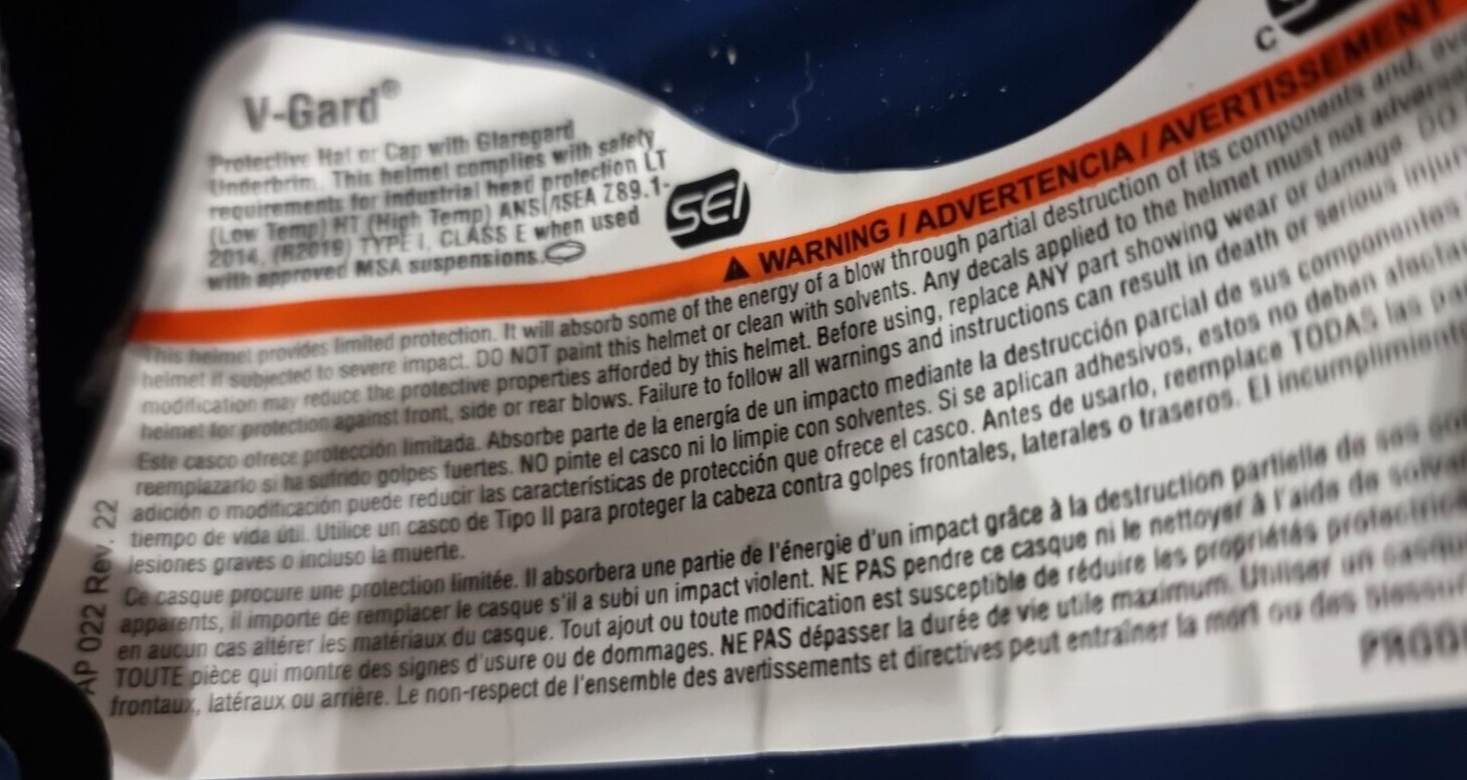 V-Gard®
Protective Hat or Cap with Glaregard
Underbrim. This helmet complies with safety
requirements for industrial head protection LT
(Low Temp) HT (High Temp) ANSI/ISEA Z89.1-
2014, (R2019) TYPE I, CLASS E when used
with approved MSA suspensions.
SEI
C
WARNING / ADVERTENCIA / AVERTISSEMENT
This helmet provides limited protection. It will absorb some of the energy of a blow through partial destruction of its components and,
helmet if subjected to severe impact. DO NOT paint this helmet or clean with solvents. Any decals applied to the helmet must not
modification may reduce the protective properties afforded by this helmet. Before using, replace ANY part showing wear or damage. DO
helmet for protection against front, side or rear blows. Failure to follow all warnings and instructions can result in death or serious
Este casco ofrece protección limitada. Absorbe parte de la energía de un impacto mediante la destrucción parcial de sus componentes
reemplazarlo si ha sufrido golpes fuertes. NO pinte el casco ni lo limpie con solventes. Si se aplican adhesivos, estos no deben
adición o modificación puede reducir las características de protección que ofrece el casco. Antes de usarlo, reemplace TODAS las
tiempo de vida útil. Utilice un casco de Tipo II para proteger la cabeza contra golpes frontales, laterales o traseros. El
lesiones graves o incluso la muerte.
Ce casque procure une protection limitée. Il absorbera une partie de l'énergie d'un impact grâce à la destruction partielle de ses
apparents, il importe de remplacer le casque s'il a subi un impact violent. NE PAS pendre ce casque ni le nettoyer à l'aide de
en aucun cas altérer les matériaux du casque. Tout ajout ou toute modification est susceptible de réduire les propriétés
TOUTE pièce qui montre des signes d'usure ou de dommages. NE PAS dépasser la durée de vie utile maximum. Utiliser un
frontaux, latéraux ou arrière. Le non-respect de l'ensemble des avertissements et directives peut entraîner la mort ou des
AP 022 Rev. 22